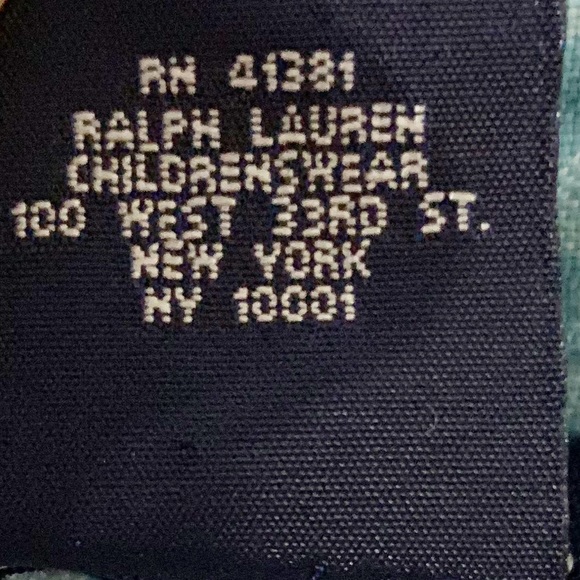 RN 41381
RALPH LAUREN
CHILDRENSWEAR
100 WEST 33RD ST.
NEW YORK
NY 10001